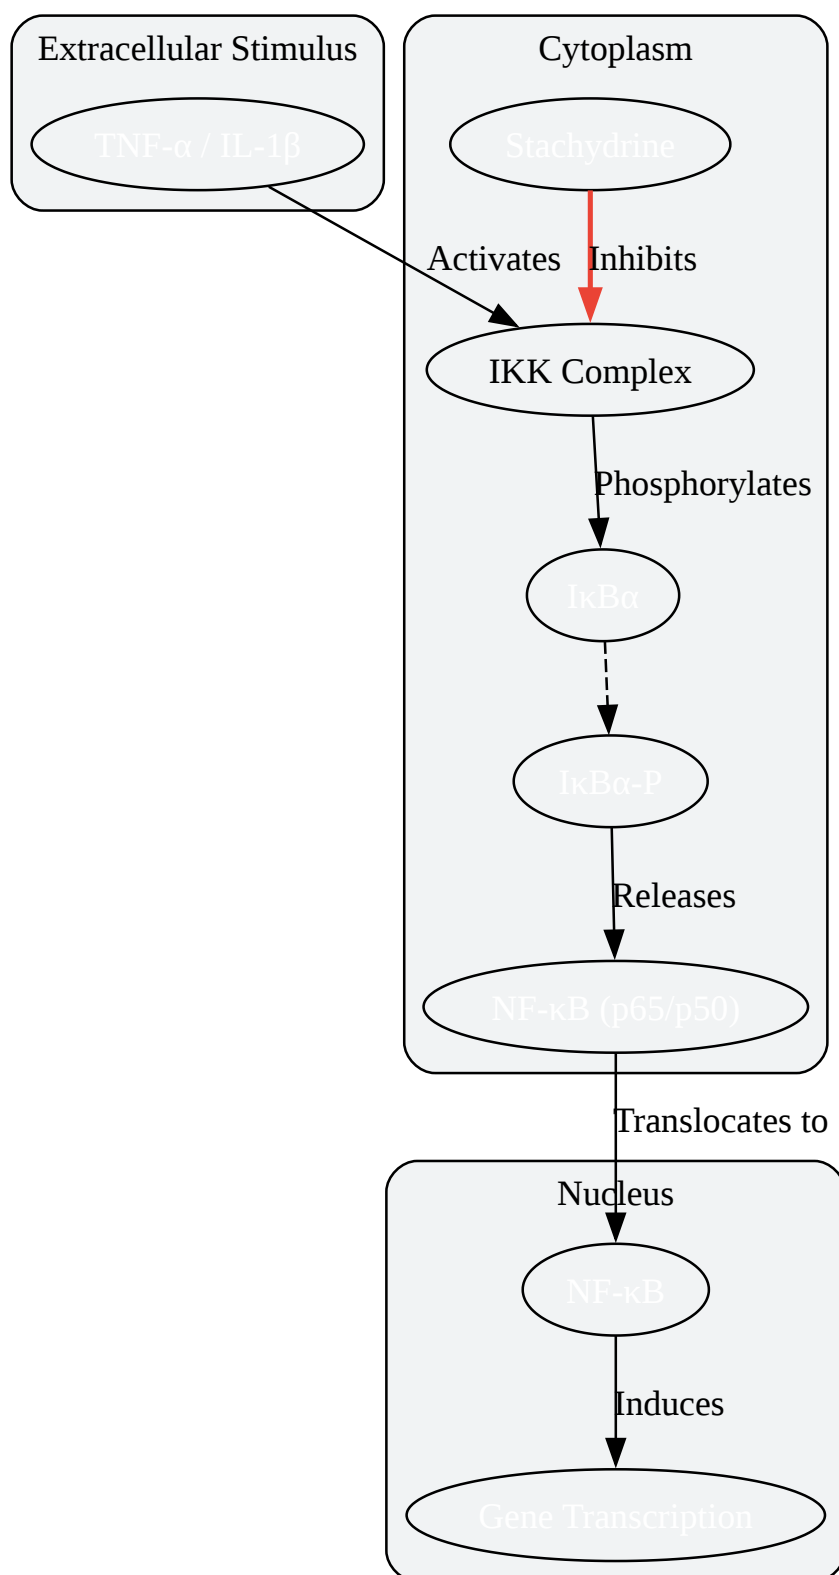 Extracellular Stimulus
Cytoplasm
TNF-α / IL-1β
Stachydrine
Activates
Inhibits
IKK Complex
Phosphorylates
IκBα
IκBα-P
Releases
NF-κB (p65/p50)
Translocates to
Nucleus
NF-κB
Induces
Gene Transcription